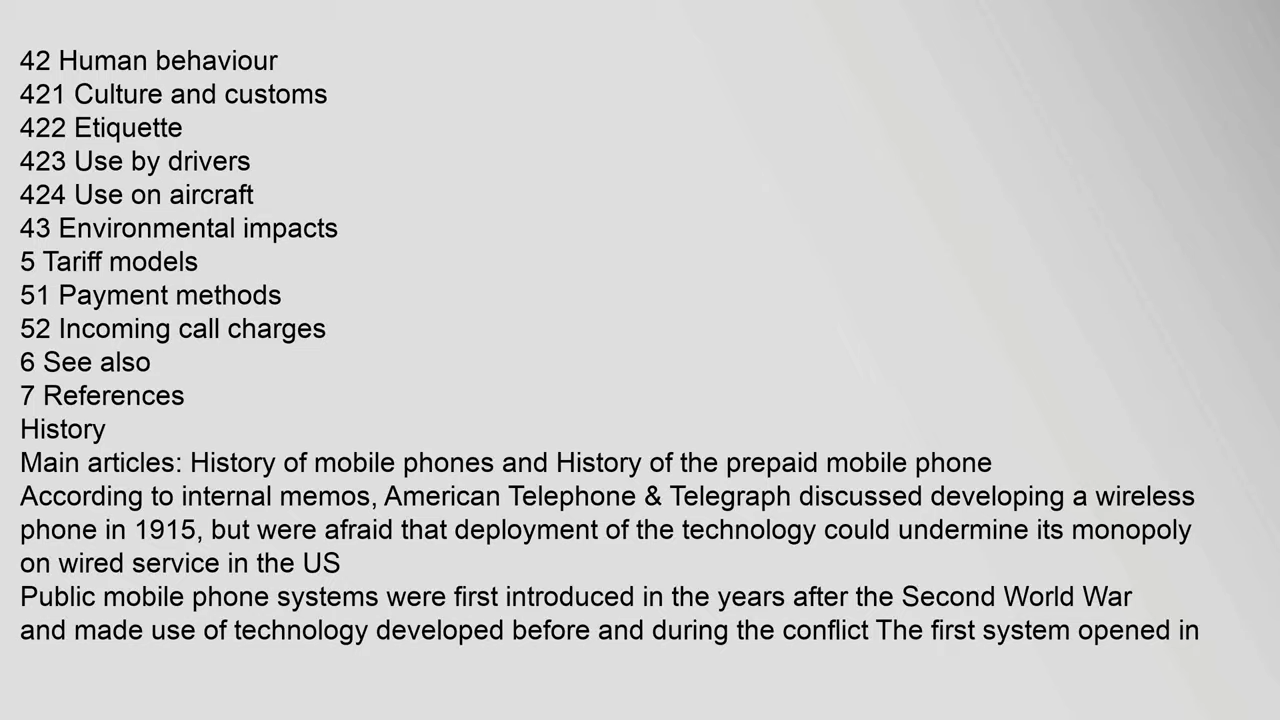 42 Human behaviour
421 Culture and customs
422 Etiquette
423 Use by drivers
424 Use on aircraft
43 Environmental impacts
5 Tariff models
51 Payment methods
52 Incoming call charges
6 See also
7 References
History
Main articles: History of mobile phones and History of the prepaid mobile phone
According to internal memos, American Telephone & Telegraph discussed developing a wireless
phone in 1915, but were afraid that deployment of the technology could undermine its monopoly
on wired service in the US
Public mobile phone systems were first introduced in the years after the Second World War
and made use of technology developed before and during the conflict The first system opened in